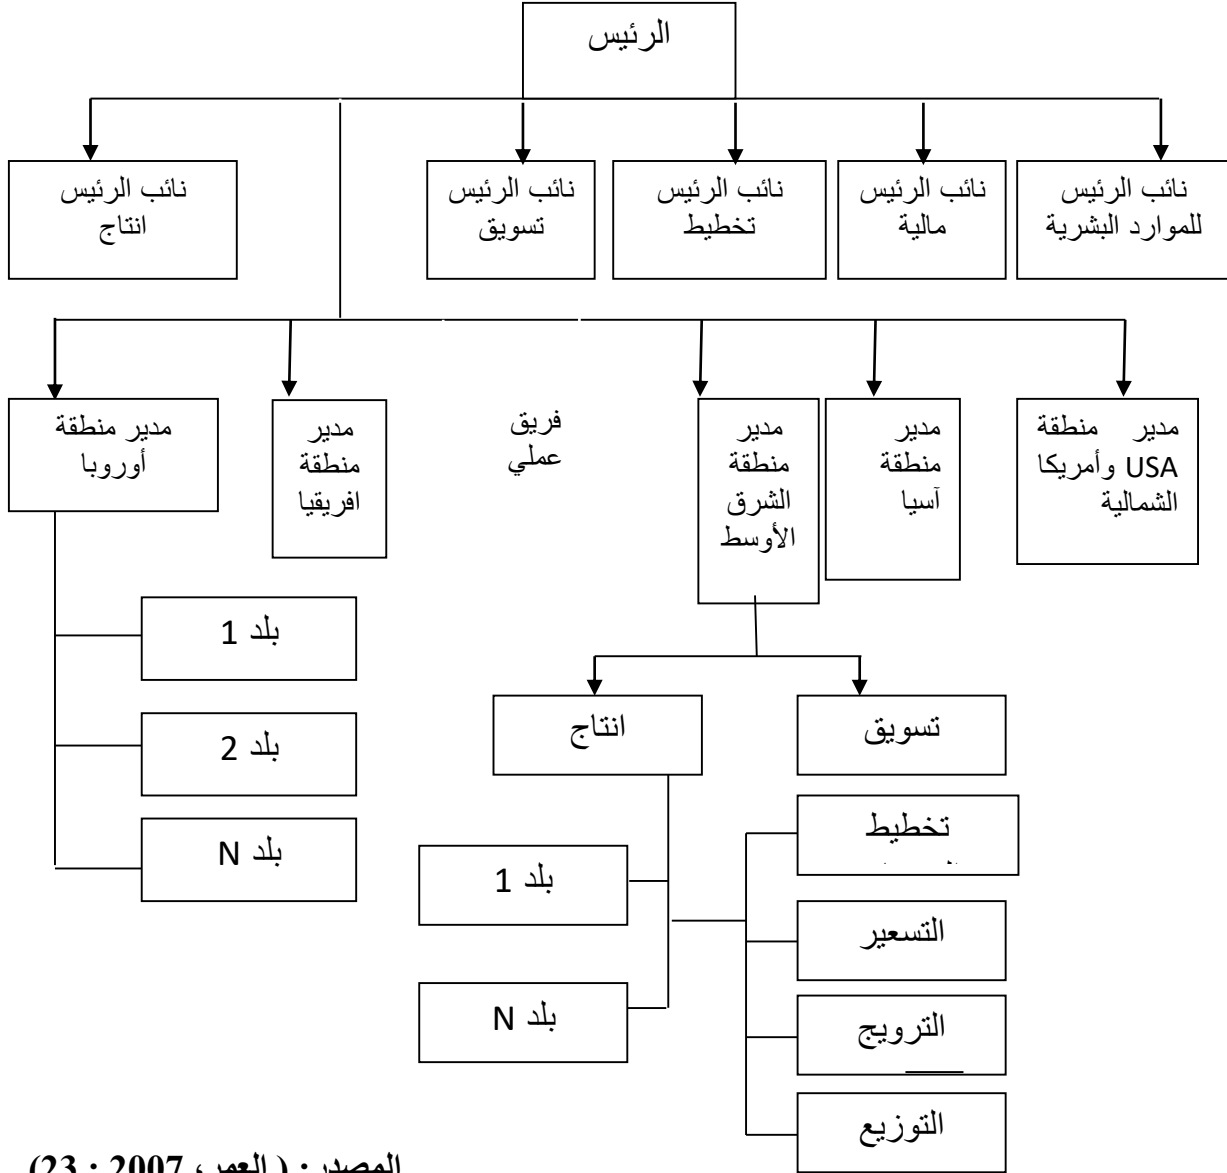 الرئيس
نائب الرئيس
للموارد البشرية
نائب الرئيس
مالية
نائب الرئيس
تخطيط
نائب الرئيس
تسويق
نائب الرئيس
انتاج
مدير منطقة
USA وأمريكا
الشمالية
مدير
منطقة
آسيا
مدير
منطقة
الشرق
الأوسط
فريق
عملي
مدير
منطقة
افريقيا
مدير منطقة
أوروبا
بلد 1
بلد 2
بلد N
تسويق
انتاج
تخطيط
التسعير
الترويج
التوزيع
بلد 1
بلد N
المصدر : ( العمر، 2007 : 23)